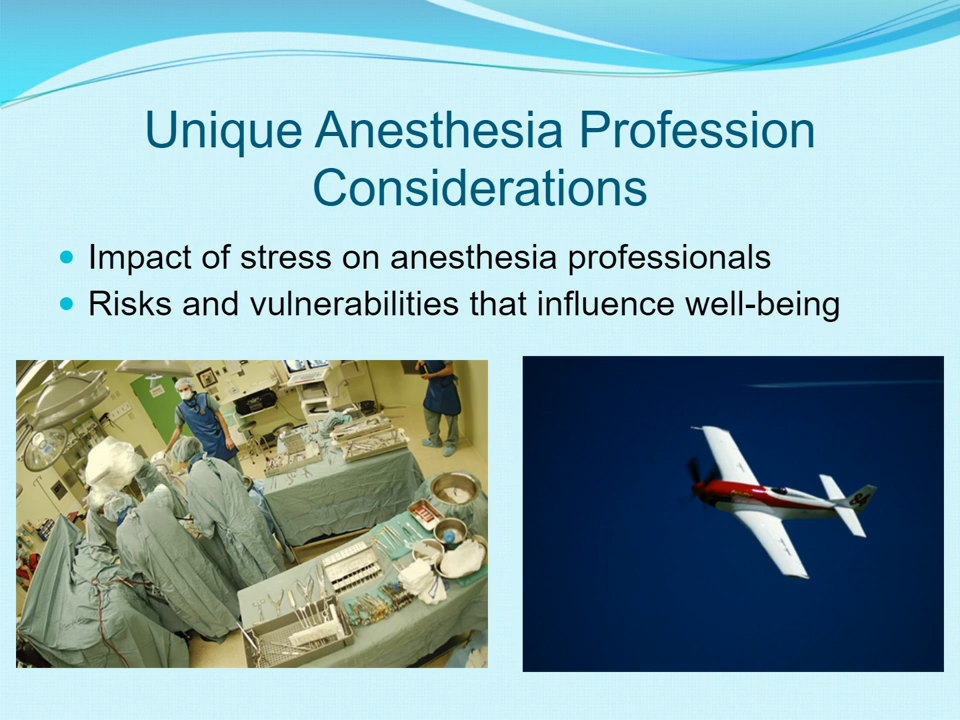 Unique Anesthesia Profession
Considerations
Impact of stress on anesthesia professionals
Risks and vulnerabilities that influence well-being